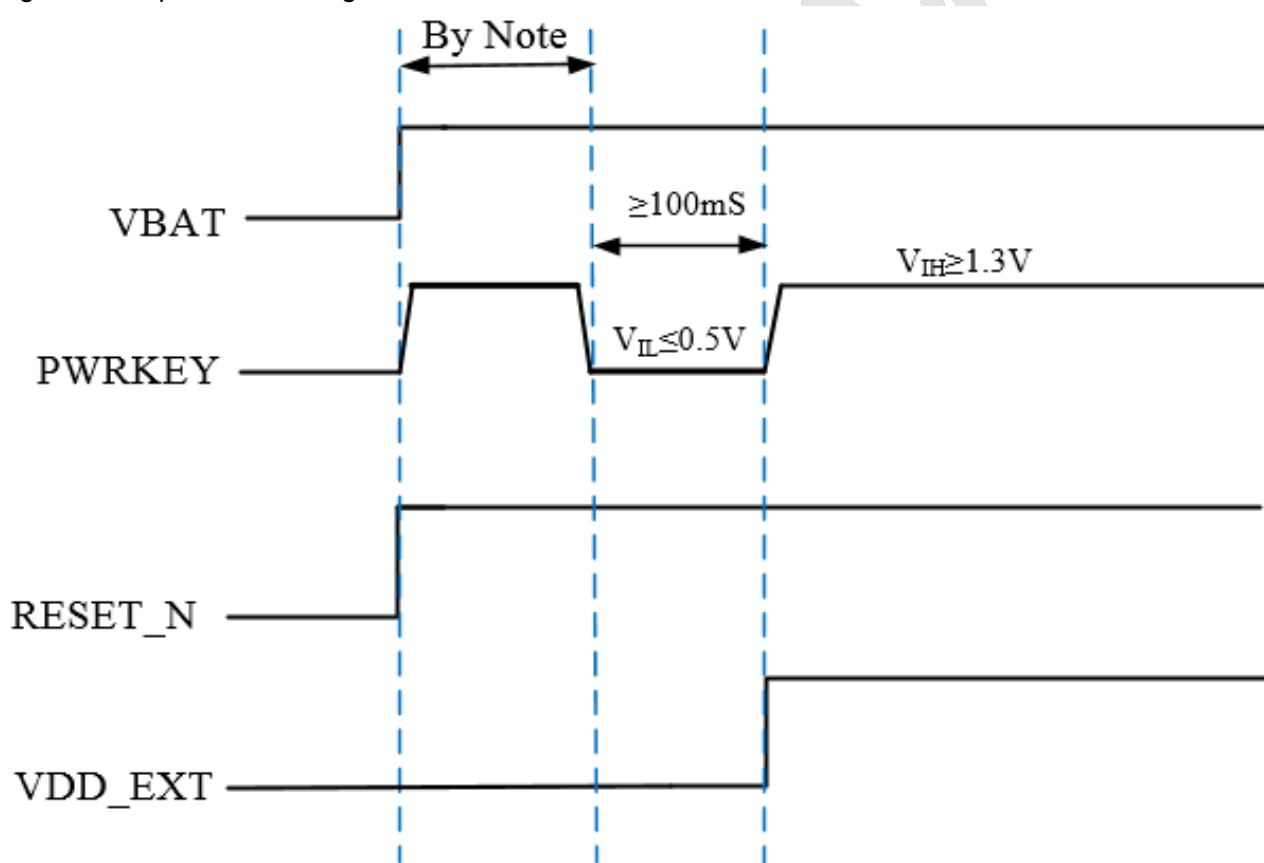 By Note
VBAT
≥100mS
VIH≥1.3V
VIL≤0.5V
PWRKEY
RESET_N
VDD_EXT